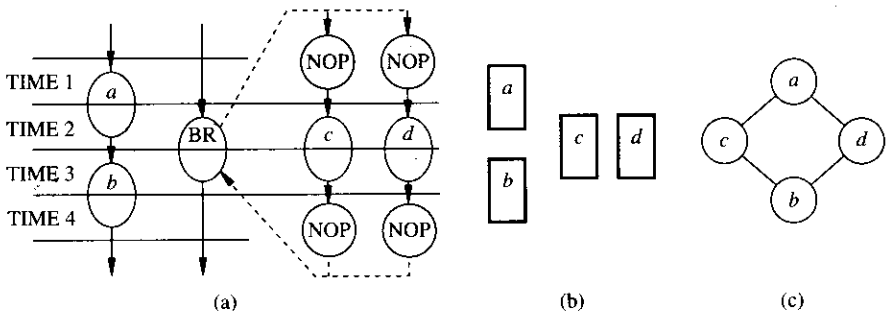 NOP NOP
TIME 1 a
TIME 2 BR c d
TIME 3 b
TIME 4 NOP NOP
(a)
a
c d
b
(b)
a
c d
b
(c)